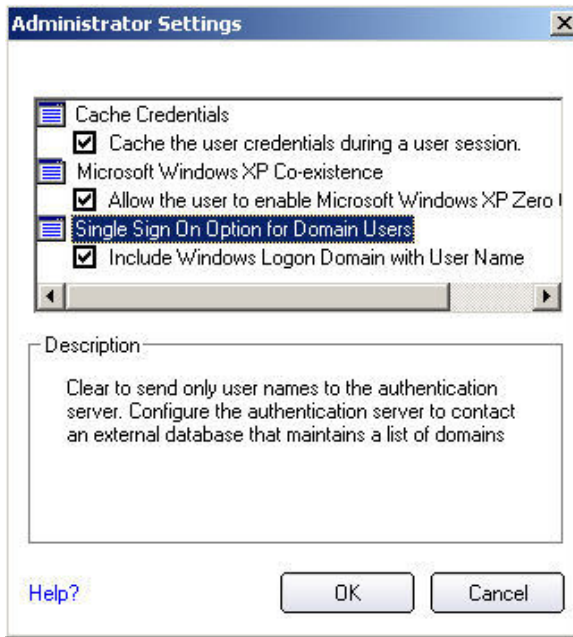 Administrator Settings
Cache Credentials
Cache the user credentials during a user session.
Microsoft Windows XP Co-existence
Allow the user to enable Microsoft Windows XP Zero
Single Sign On Option for Domain Users
Include Windows Logon Domain with User Name
Description
Clear to send only user names to the authentication
server. Configure the authentication server to contact
an external database that maintains a list of domains
Help?
OK
Cancel